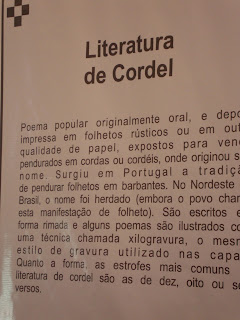 Literatura
de Cordel
Poema popular originalmente oral, e depo
impressa em folhetos rústicos ou em out
qualidade de papel, expostos para ven
pendurados em cordas ou cordéis, onde originou s
nome. Surgiu em Portugal a tradiçã
de pendurar folhetos em barbantes. No Nordeste
Brasil, o nome foi herdado (embora o povo cham
esta manifestação de folheto). São escritos e
forma rimada e alguns poemas são ilustrados co
uma técnica chamada xilogravura, o mesm
estilo de gravura utilizado nas capa
Quanto a forma, as estrofes mais comuns
literatura de cordel são as de dez, oito ou se
versos.